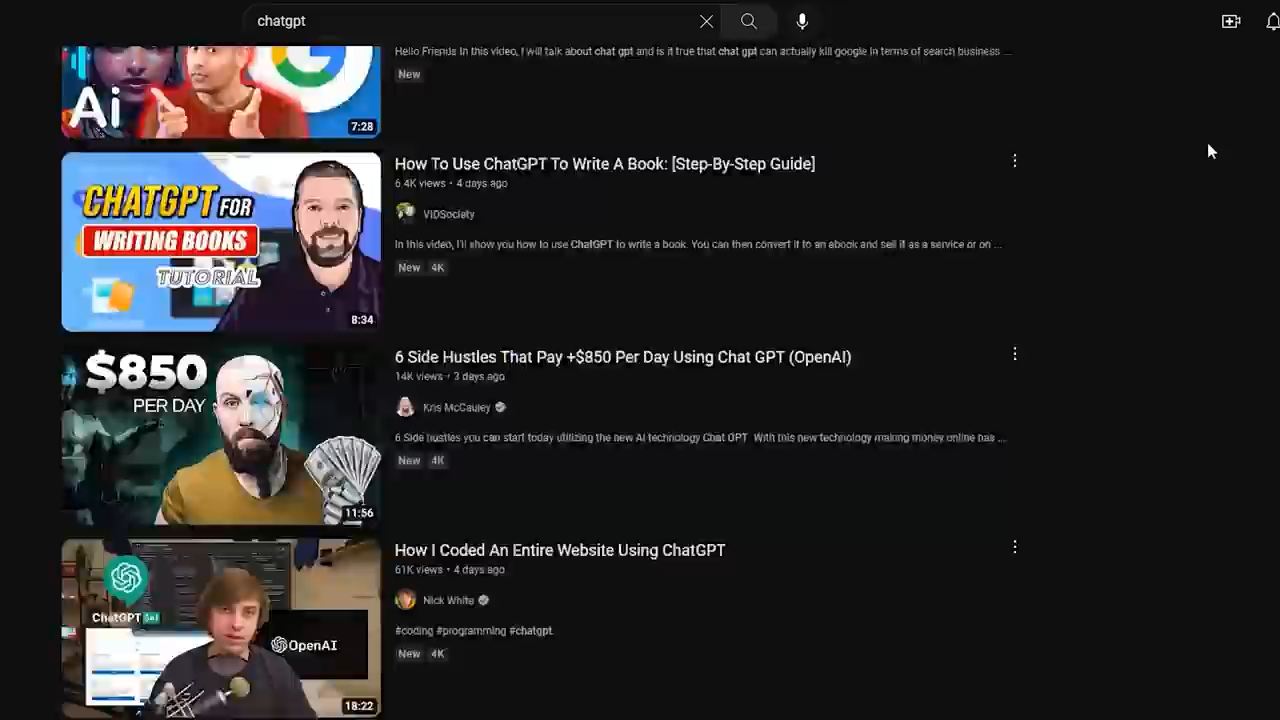 chatgpt
Hello Friends In this video, I will talk about chat gpt and is it true that chat gpt can actually kill google in terms of search business ...
New
Ai
7:28
How To Use ChatGPT To Write A Book: [Step-By-Step Guide]
6.4K views • 4 days ago
VIDSociety
In this video, I'll show you how to use ChatGPT to write a book. You can then convert it to an ebook and sell it as a service or on ...
New 4K
CHATGPT FOR
WRITING BOOKS
TUTORIAL
8:34
6 Side Hustles That Pay +$850 Per Day Using Chat GPT (OpenAI)
14K views • 3 days ago
Kris McCauley
6 Side hustles you can start today utilizing the new AI technology Chat GPT With this new technology making money online has ...
New 4K
$850
PER DAY
11:56
How I Coded An Entire Website Using ChatGPT
61K views • 4 days ago
Nick White
#coding #programming #chatgpt
New 4K
ChatGPT
OpenAI
18:22